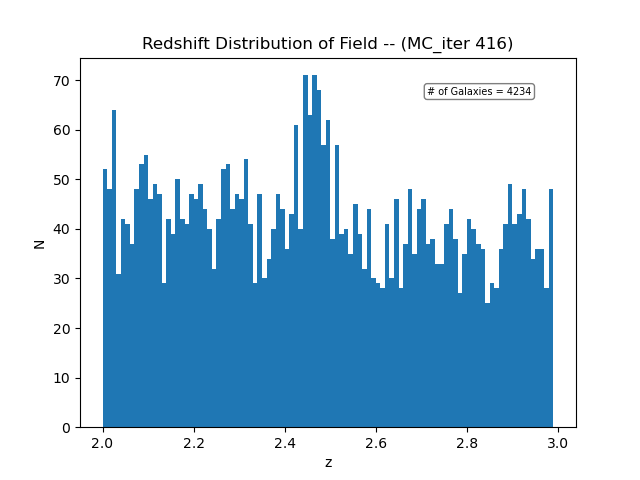 Redshift Distribution of Field -- (MC_iter 416)
# of Galaxies = 4234
70
60
50
40
30
20
10
0
N
2.0 2.2 2.4 2.6 2.8 3.0
z